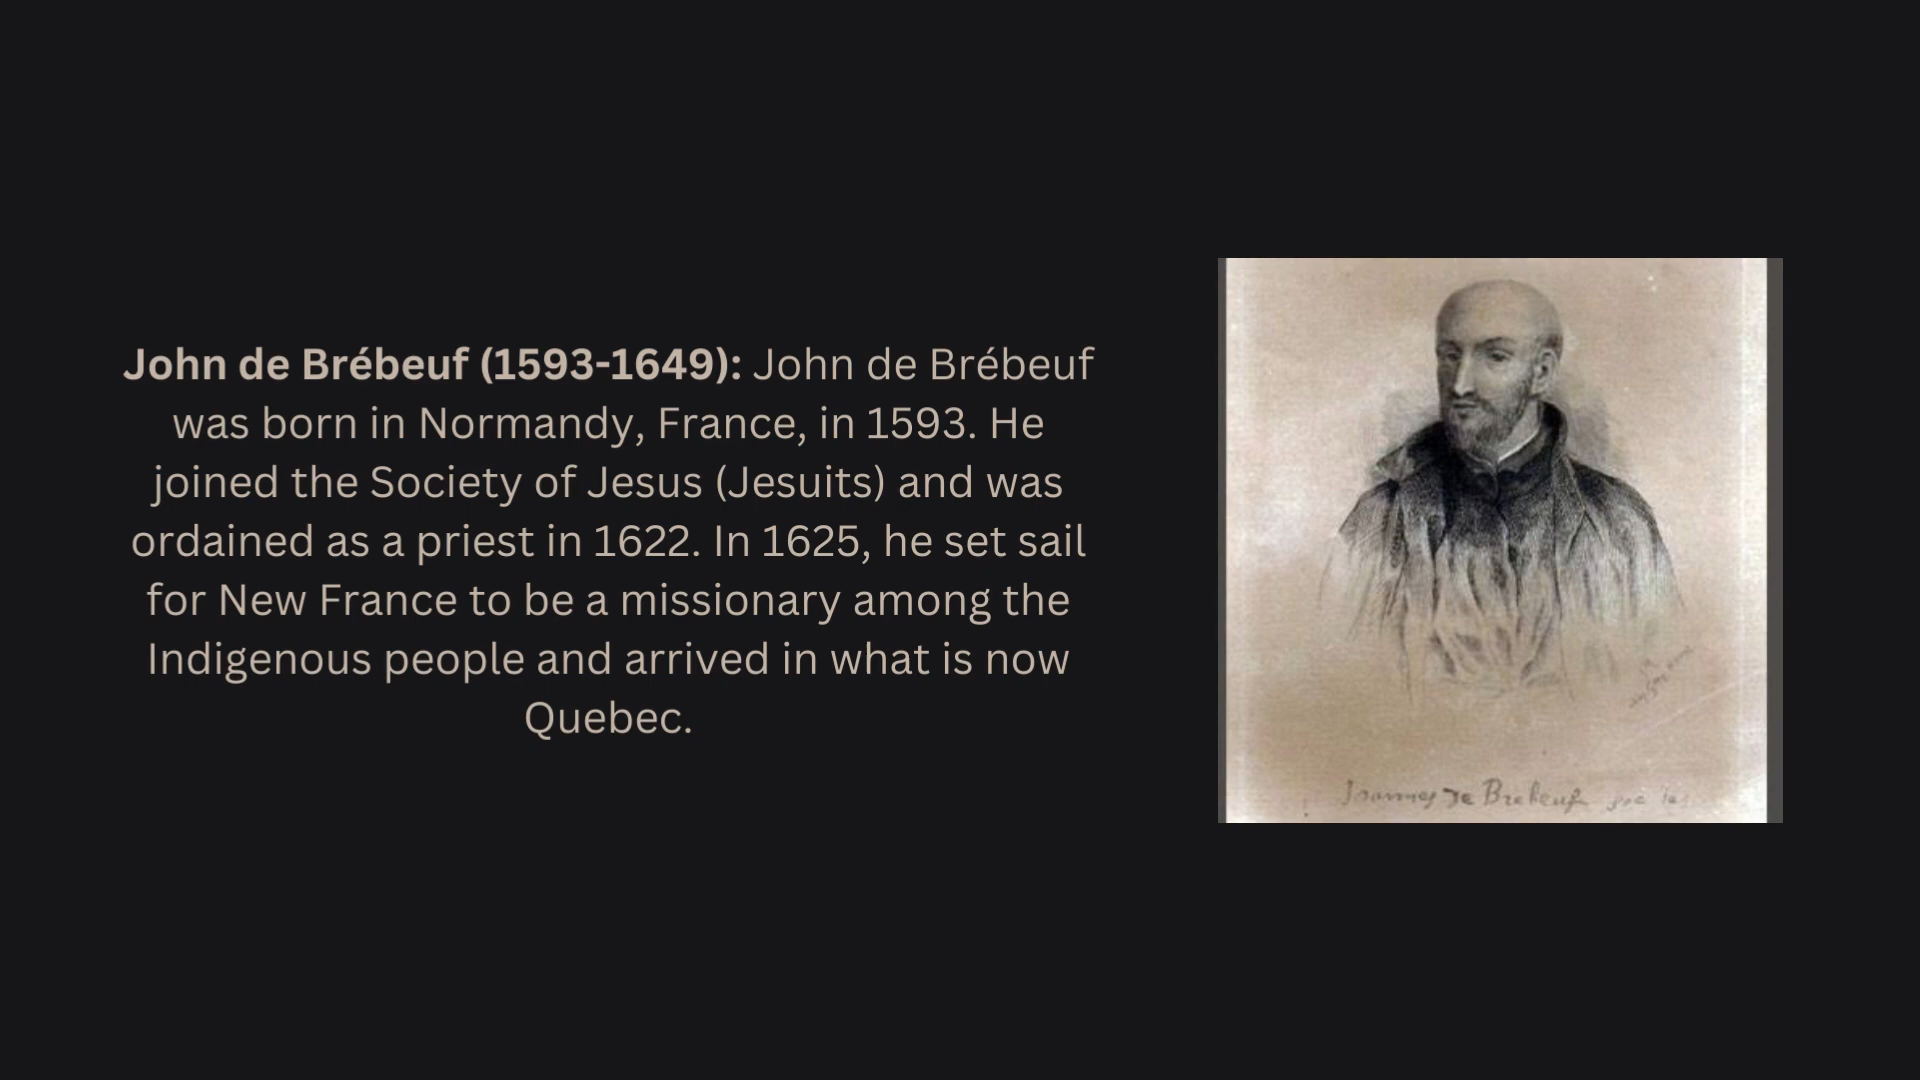 John de Brébeuf (1593-1649): John de Brébeuf
was born in Normandy, France, in 1593. He
joined the Society of Jesus (Jesuits) and was
ordained as a priest in 1622. In 1625, he set sail
for New France to be a missionary among the
Indigenous people and arrived in what is now
Quebec.
de Brebeuf